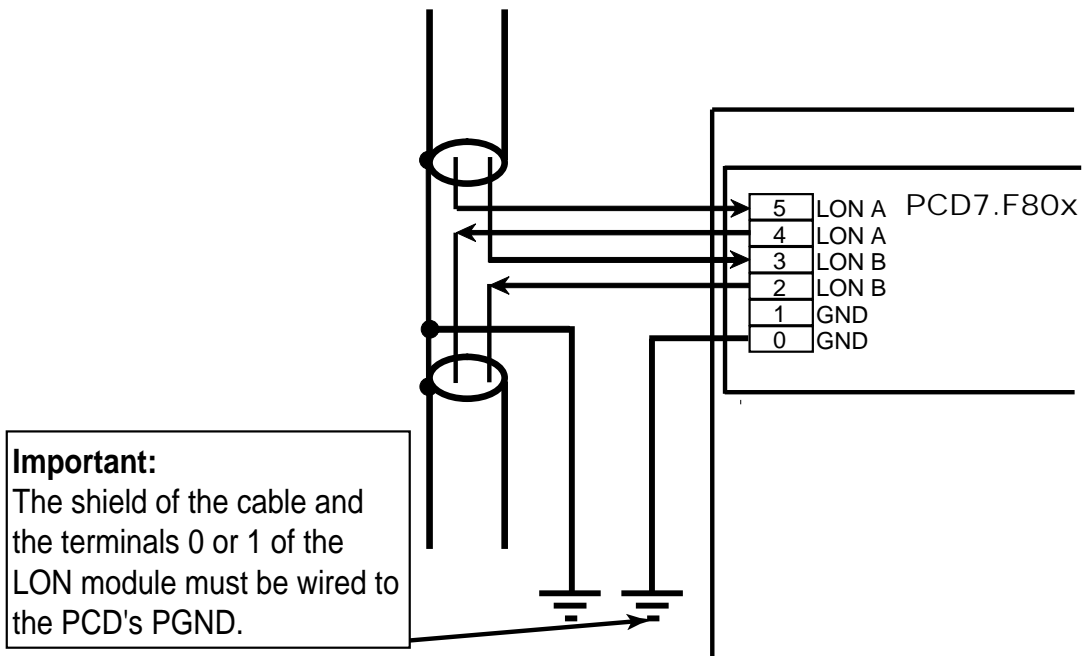 PCD7.F80x
5 LON A
4 LON A
3 LON B
2 LON B
1 GND
0 GND
Important:
The shield of the cable and
the terminals 0 or 1 of the
LON module must be wired to
the PCD's PGND.